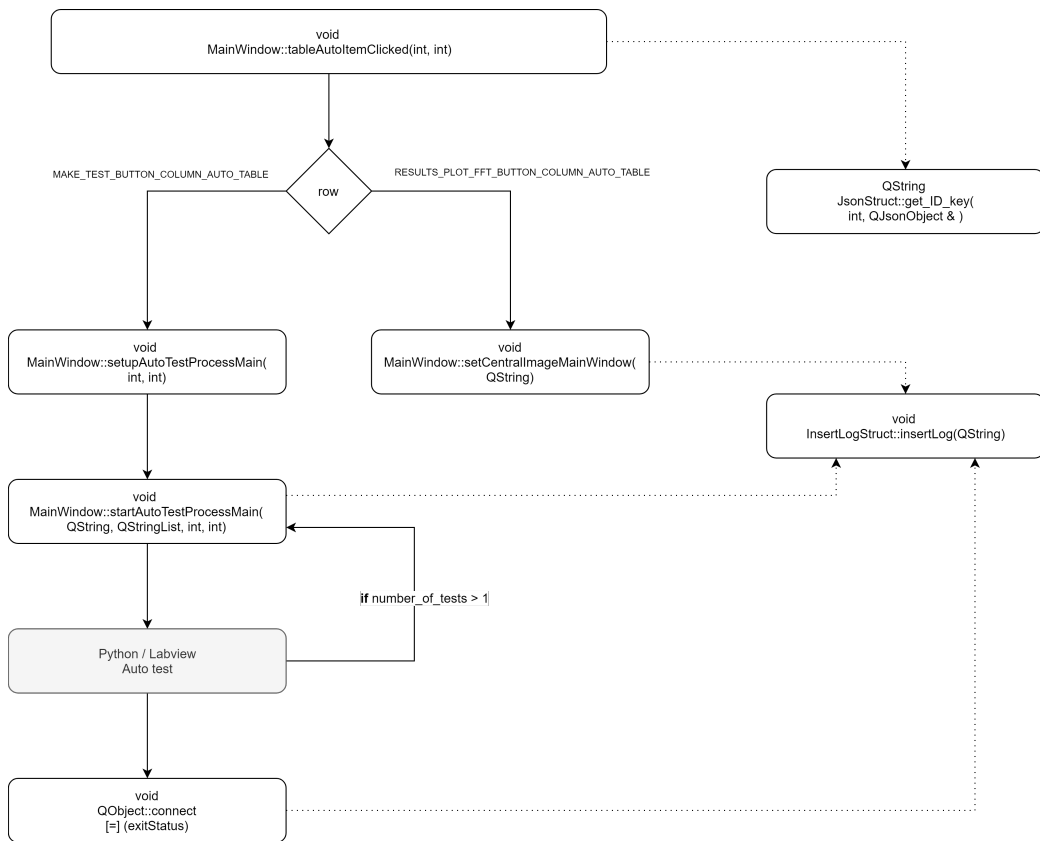 void
MainWindow::tableAutoItemClicked(int, int)
MAKE_TEST_BUTTON_COLUMN_AUTO_TABLE
RESULTS_PLOT_FFT_BUTTON_COLUMN_AUTO_TABLE
row
QString
JsonStruct::get_ID_key(
int, QJsonObject & )
void
MainWindow::setupAutoTestProcessMain(
int, int)
void
MainWindow::setCentralImageMainWindow(
QString)
void
InsertLogStruct::insertLog(QString)
void
MainWindow::startAutoTestProcessMain(
QString, QStringList, int, int)
if number_of_tests > 1
Python / Labview
Auto test
void
QObject::connect
[=] (exitStatus)